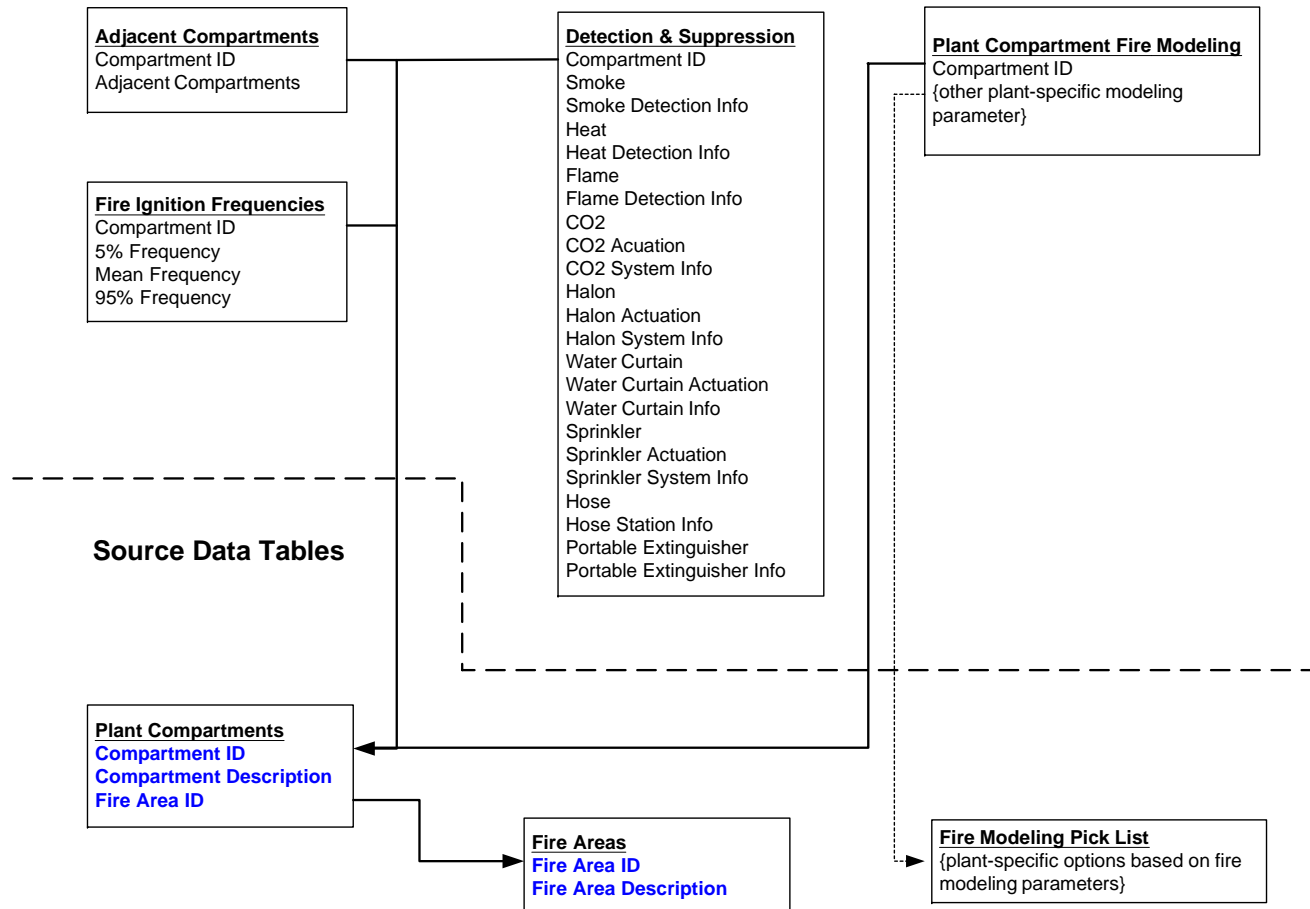 Adjacent Compartments
Compartment ID
Adjacent Compartments
Fire Ignition Frequencies
Compartment ID
5% Frequency
Mean Frequency
95% Frequency
Detection & Suppression
Compartment ID
Smoke
Smoke Detection Info
Heat
Heat Detection Info
Flame
Flame Detection Info
CO2
CO2 Acuation
CO2 System Info
Halon
Halon Actuation
Halon System Info
Water Curtain
Water Curtain Actuation
Water Curtain Info
Sprinkler
Sprinkler Actuation
Sprinkler System Info
Hose
Hose Station Info
Portable Extinguisher
Portable Extinguisher Info
Plant Compartment Fire Modeling
Compartment ID
{other plant-specific modeling
parameter}
Source Data Tables
Plant Compartments
Compartment ID
Compartment Description
Fire Area ID
Fire Areas
Fire Area ID
Fire Area Description
Fire Modeling Pick List
{plant-specific options based on fire
modeling parameters}